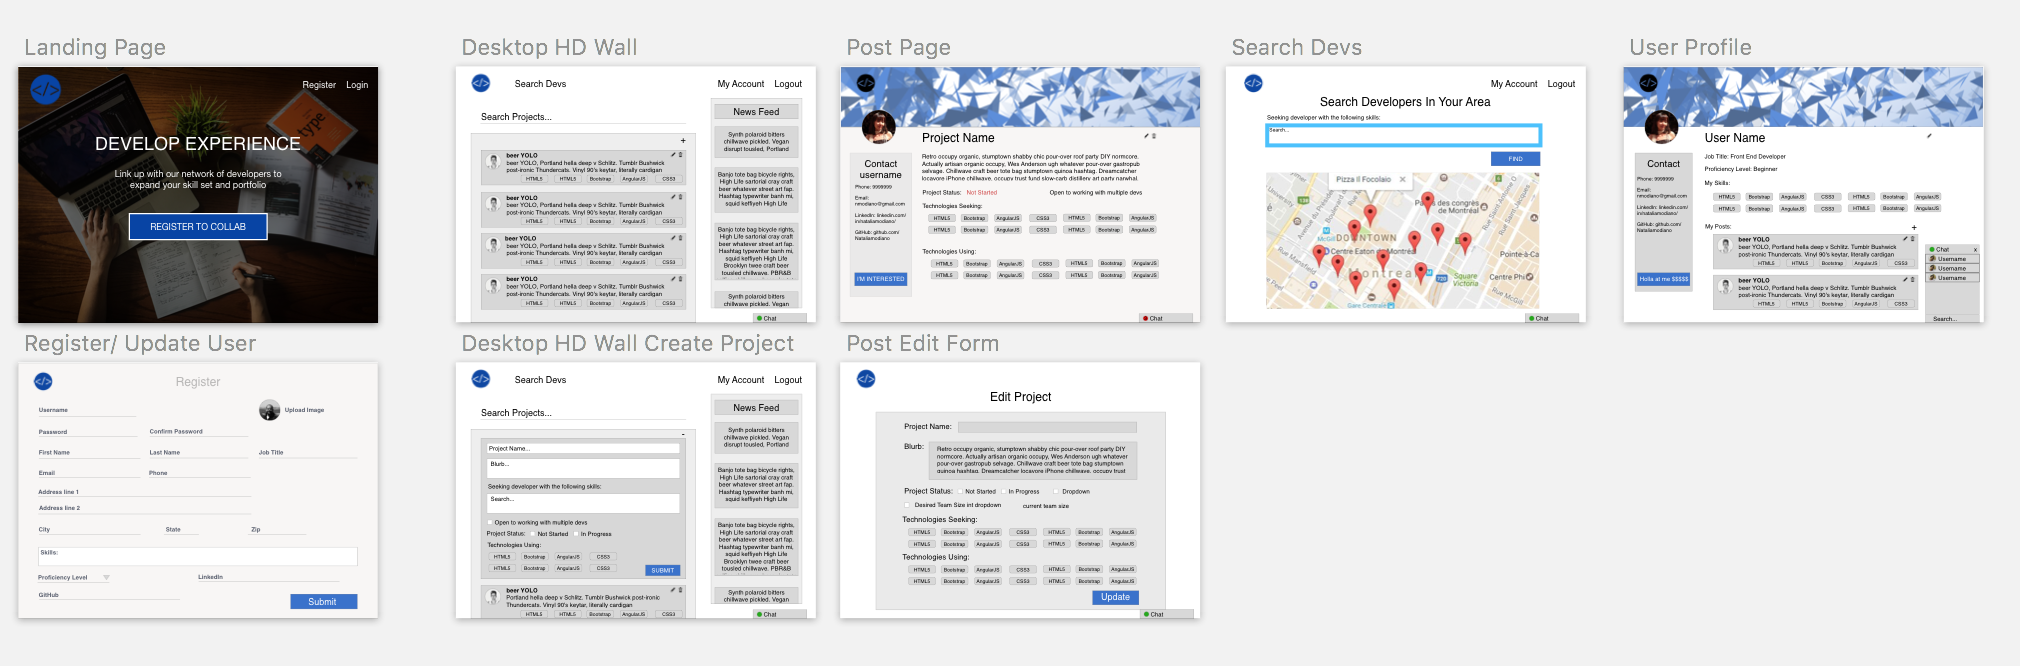 Landing Page
</>
Register Login
type
DEVELOP EXPERIENCE
Link up with our network of developers to
expand your skill set and portfolio
REGISTER TO COLLAB
Desktop HD Wall
</>
Search Devs
My Account Logout
Search Projects...
+
beer YOLO
beer YOLO, Portland hella deep v Schlitz. Tumblr Bushwick
post-ironic Thundercats. Vinyl 90's keytar, literally cardigan
HTML5 HTML5 Bootstrap AngularJS CSS3
beer YOLO
beer YOLO, Portland hella deep v Schlitz. Tumblr Bushwick
post-ironic Thundercats. Vinyl 90's keytar, literally cardigan
HTML5 HTML5 Bootstrap AngularJS CSS3
beer YOLO
beer YOLO, Portland hella deep v Schlitz. Tumblr Bushwick
post-ironic Thundercats. Vinyl 90's keytar, literally cardigan
HTML5 HTML5 Bootstrap AngularJS CSS3
beer YOLO
beer YOLO, Portland hella deep v Schlitz. Tumblr Bushwick
post-ironic Thundercats. Vinyl 90's keytar, literally cardigan
HTML5 HTML5 Bootstrap AngularJS CSS3
News Feed
Synth polaroid bitters
chillwave pickled. Vegan
disrupt tousled, Portland
Banjo tote bag bicycle rights,
High Life sartorial cray craft
beer whatever street art fap.
Hashtag typewriter banh mi,
squid keffiyeh High Life
Banjo tote bag bicycle rights,
High Life sartorial cray craft
beer whatever street art fap.
Hashtag typewriter banh mi,
squid keffiyeh High Life
Brooklyn twee craft beer
tousled chillwave. PBR&B
Synth polaroid bitters
chillwave pickled. Vegan
Chat
Post Page
</>
Project Name
Retro occupy organic, stumptown shabby chic pour-over roof party DIY normcore.
Actually artisan organic occupy, Wes Anderson ugh whatever pour-over gastropub
selvage. Chillwave craft beer tote bag stumptown quinoa hashtag. Dreamcatcher
locavore iPhone chillwave, occupy trust fund slow-carb distillery art party narwhal
Contact
username
Phone: 9999999
Email:
nmodiano@gmail.com
LinkedIn: linkedin.com/
in/nataliamodiano
GitHub: github.com/
Nataliamodiano
I'M INTERESTED
Project Status: Not Started Open to working with multiple devs
Technologies Seeking:
HTML5 Bootstrap AngularJS CSS3 HTML5 Bootstrap AngularJS
HTML5 Bootstrap AngularJS CSS3 HTML5 Bootstrap AngularJS
Technologies Using:
HTML5 Bootstrap AngularJS CSS3 HTML5 Bootstrap AngularJS
HTML5 Bootstrap AngularJS CSS3 HTML5 Bootstrap AngularJS
Chat
Search Devs
</>
My Account Logout
Search Developers In Your Area
Seeking developer with the following skills:
Search...
FIND
Pizza Il Focolaio
des congrès
de Montréal
McGill
DOWNTOWN
Centre Eaton de Montréal
Montreal
Square
Victoria
Pointe-à-Ca
Centre Phi
Rue McGill
Gare Centrale
Chat
User Profile
</>
User Name
Job Title: Front End Developer
Proficiency Level: Beginner
My Skills:
HTML5 Bootstrap AngularJS CSS3 HTML5 Bootstrap AngularJS
HTML5 Bootstrap AngularJS CSS3 HTML5 Bootstrap AngularJS
Contact
Phone: 9999999
Email:
nmodiano@gmail.com
LinkedIn: linkedin.com/
in/nataliamodiano
GitHub: github.com/
Nataliamodiano
Holla at me $$$$$
My Posts:
+
beer YOLO
beer YOLO, Portland hella deep v Schlitz. Tumblr Bushwick
post-ironic Thundercats. Vinyl 90's keytar, literally cardigan
HTML5 HTML5 Bootstrap AngularJS CSS3
beer YOLO
beer YOLO, Portland hella deep v Schlitz. Tumblr Bushwick
post-ironic Thundercats. Vinyl 90's keytar, literally cardigan
HTML5 HTML5 Bootstrap AngularJS CSS3
Chat x
Username
Username
Username
Search...
Register/ Update User
</>
Register
Username
Upload Image
Password Confirm Password
First Name Last Name Job Title
Email Phone
Address line 1
Address line 2
City State Zip
Skills:
Proficiency Level LinkedIn
GitHub
Submit
Desktop HD Wall Create Project
</>
Search Devs
My Account Logout
Search Projects...
-
Project Name...
Blurb...
Seeking developer with the following skills:
Search...
Open to working with multiple devs
Project Status: Not Started In Progress
Technologies Using:
HTML5 Bootstrap AngularJS CSS3
HTML5 Bootstrap AngularJS CSS3
SUBMIT
beer YOLO
Portland hella deep v Schlitz. Tumblr Bushwick post-ironic
Thundercats. Vinyl 90's keytar, literally cardigan
HTML5 HTML5 Bootstrap AngularJS CSS3
News Feed
Synth polaroid bitters
chillwave pickled. Vegan
disrupt tousled, Portland
Banjo tote bag bicycle rights,
High Life sartorial cray craft
beer whatever street art fap.
Hashtag typewriter banh mi,
squid keffiyeh High Life
Banjo tote bag bicycle rights,
High Life sartorial cray craft
beer whatever street art fap.
Hashtag typewriter banh mi,
squid keffiyeh High Life
Brooklyn twee craft beer
tousled chillwave. PBR&B
Synth polaroid bitters
chillwave pickled. Vegan
Chat
Post Edit Form
</>
Edit Project
Project Name:
Blurb:
Retro occupy organic, stumptown shabby chic pour-over roof party DIY
normcore. Actually artisan organic occupy, Wes Anderson ugh whatever
pour-over gastropub selvage. Chillwave craft beer tote bag stumptown
quinoa hashtag. Dreamcatcher locavore iPhone chillwave, occupy trust
Project Status: Not Started In Progress Dropdown
Desired Team Size int dropdown current team size
Technologies Seeking:
HTML5 Bootstrap AngularJS CSS3 HTML5 Bootstrap AngularJS
HTML5 Bootstrap AngularJS CSS3 HTML5 Bootstrap AngularJS
Technologies Using:
HTML5 Bootstrap AngularJS CSS3 HTML5 Bootstrap AngularJS
HTML5 Bootstrap AngularJS CSS3 HTML5 Bootstrap AngularJS
Update
Chat